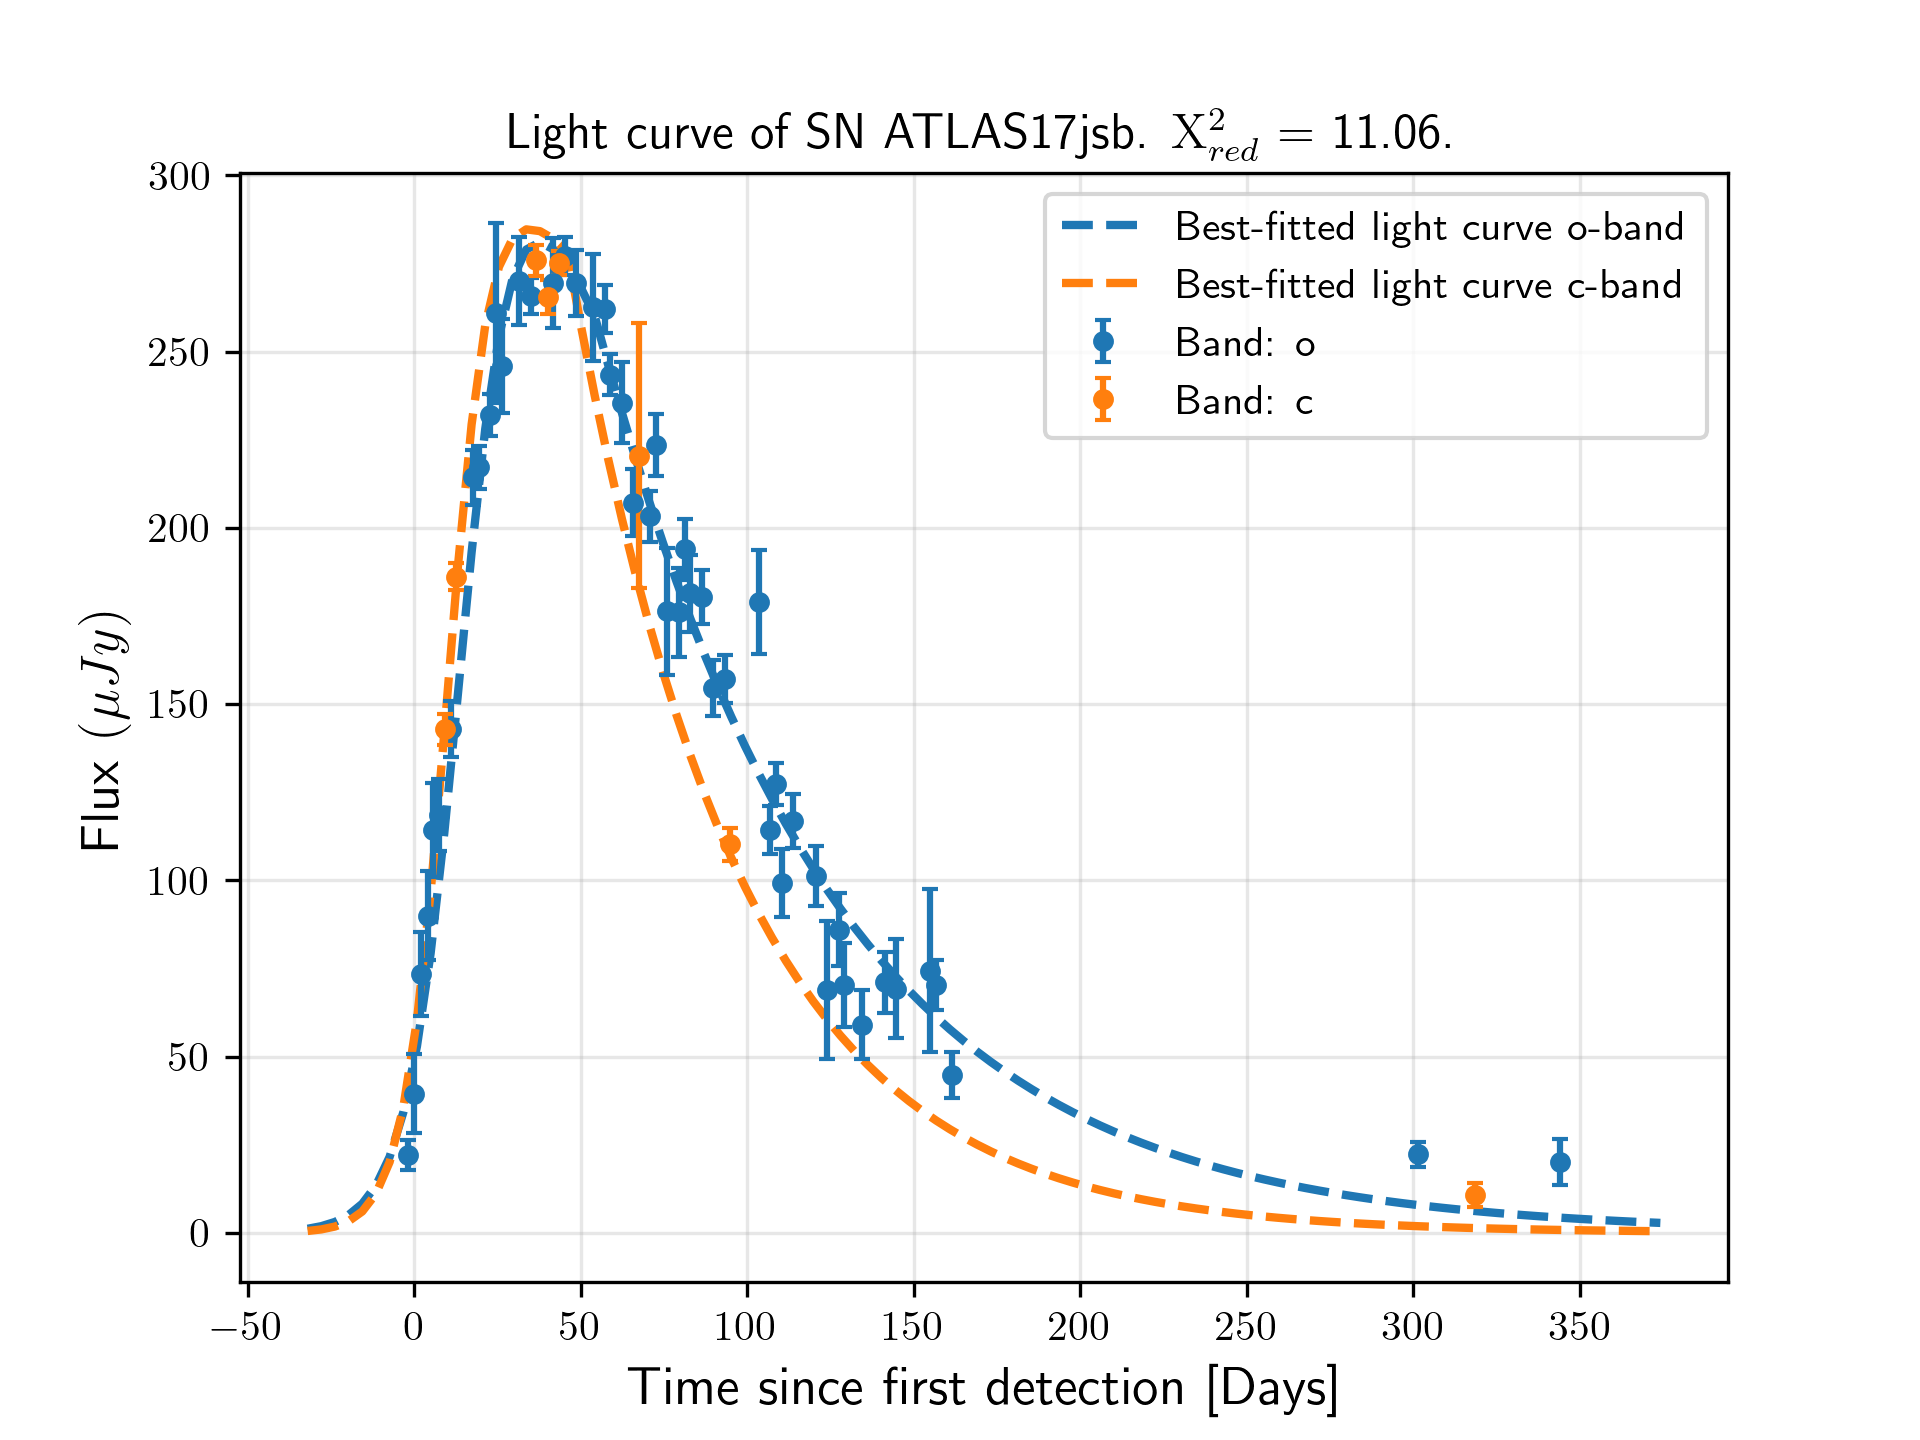 Light curve of SN ATLAS17jsb. X²_red = 11.06.
300
250
200
150
100
50
0
Flux (μJy)
−50 0 50 100 150 200 250 300 350
Time since first detection [Days]
Best-fitted light curve o-band
Best-fitted light curve c-band
Band: o
Band: c